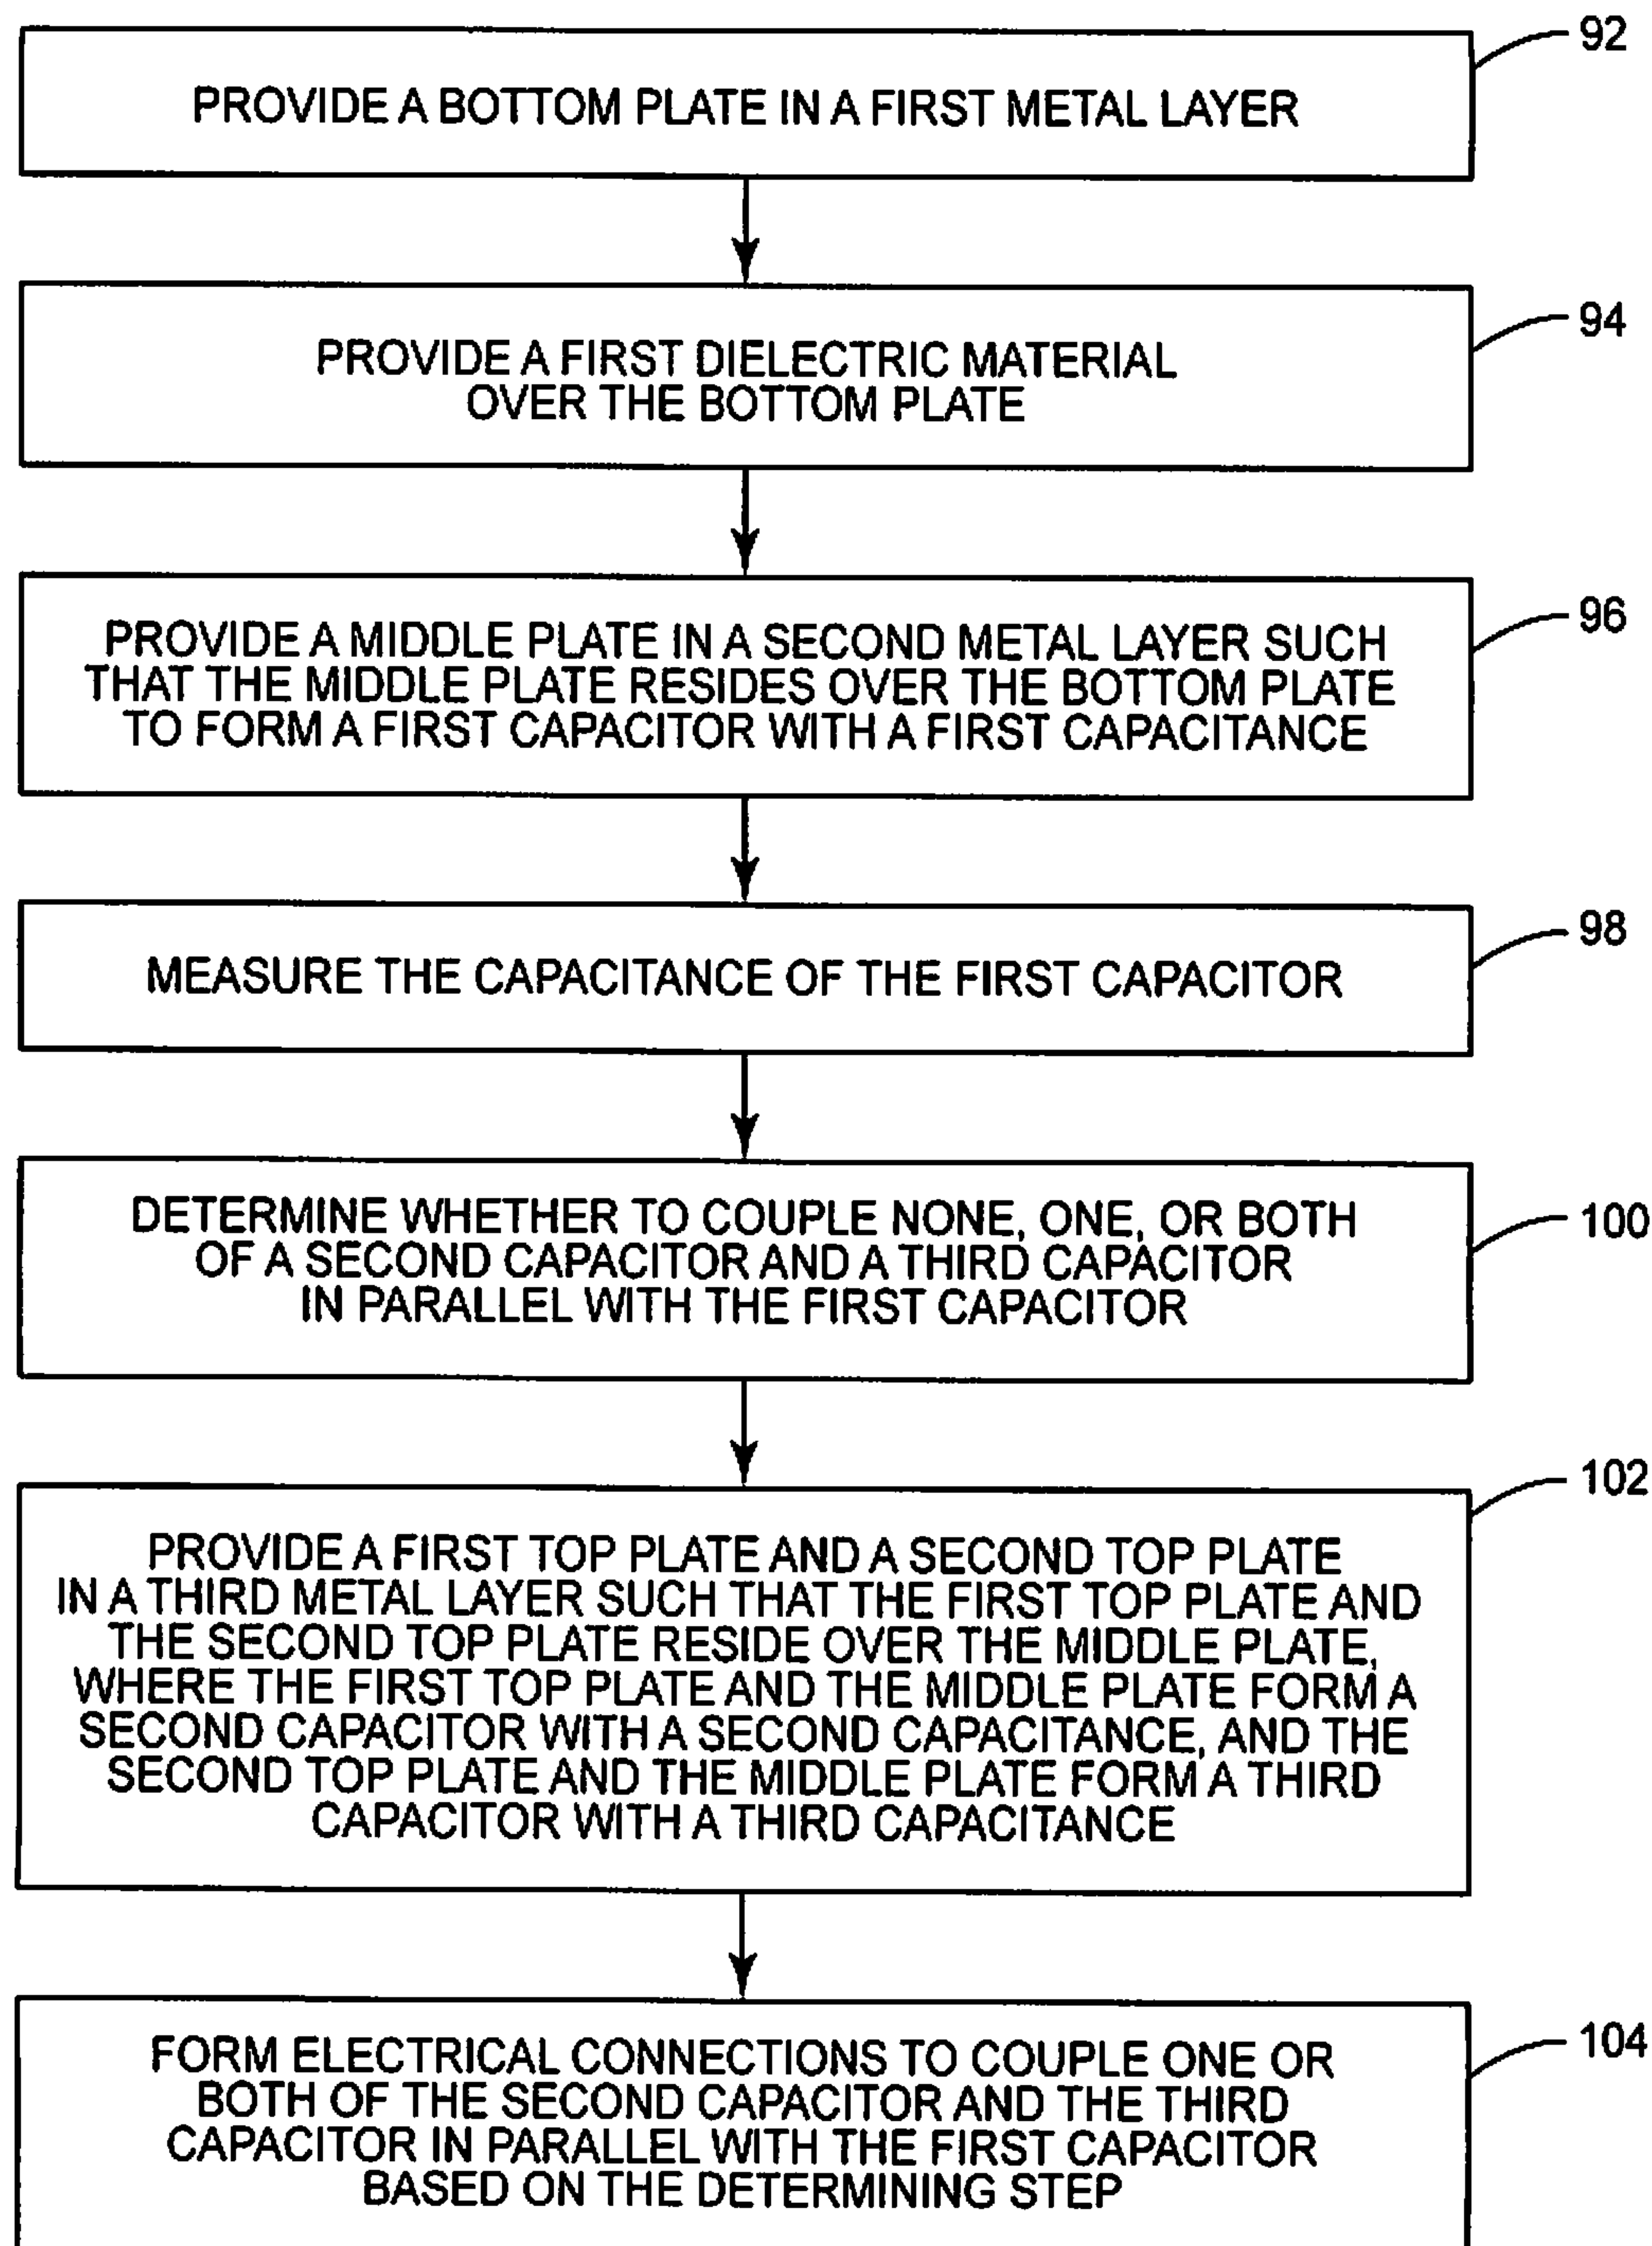 92
PROVIDE A BOTTOM PLATE IN A FIRST METAL LAYER
94
PROVIDE A FIRST DIELECTRIC MATERIAL
OVER THE BOTTOM PLATE
96
PROVIDE A MIDDLE PLATE IN A SECOND METAL LAYER SUCH
THAT THE MIDDLE PLATE RESIDES OVER THE BOTTOM PLATE
TO FORM A FIRST CAPACITOR WITH A FIRST CAPACITANCE
98
MEASURE THE CAPACITANCE OF THE FIRST CAPACITOR
100
DETERMINE WHETHER TO COUPLE NONE, ONE, OR BOTH
OF A SECOND CAPACITOR AND A THIRD CAPACITOR
IN PARALLEL WITH THE FIRST CAPACITOR
102
PROVIDE A FIRST TOP PLATE AND A SECOND TOP PLATE
IN A THIRD METAL LAYER SUCH THAT THE FIRST TOP PLATE AND
THE SECOND TOP PLATE RESIDE OVER THE MIDDLE PLATE,
WHERE THE FIRST TOP PLATE AND THE MIDDLE PLATE FORM A
SECOND CAPACITOR WITH A SECOND CAPACITANCE, AND THE
SECOND TOP PLATE AND THE MIDDLE PLATE FORM A THIRD
CAPACITOR WITH A THIRD CAPACITANCE
104
FORM ELECTRICAL CONNECTIONS TO COUPLE ONE OR
BOTH OF THE SECOND CAPACITOR AND THE THIRD
CAPACITOR IN PARALLEL WITH THE FIRST CAPACITOR
BASED ON THE DETERMINING STEP